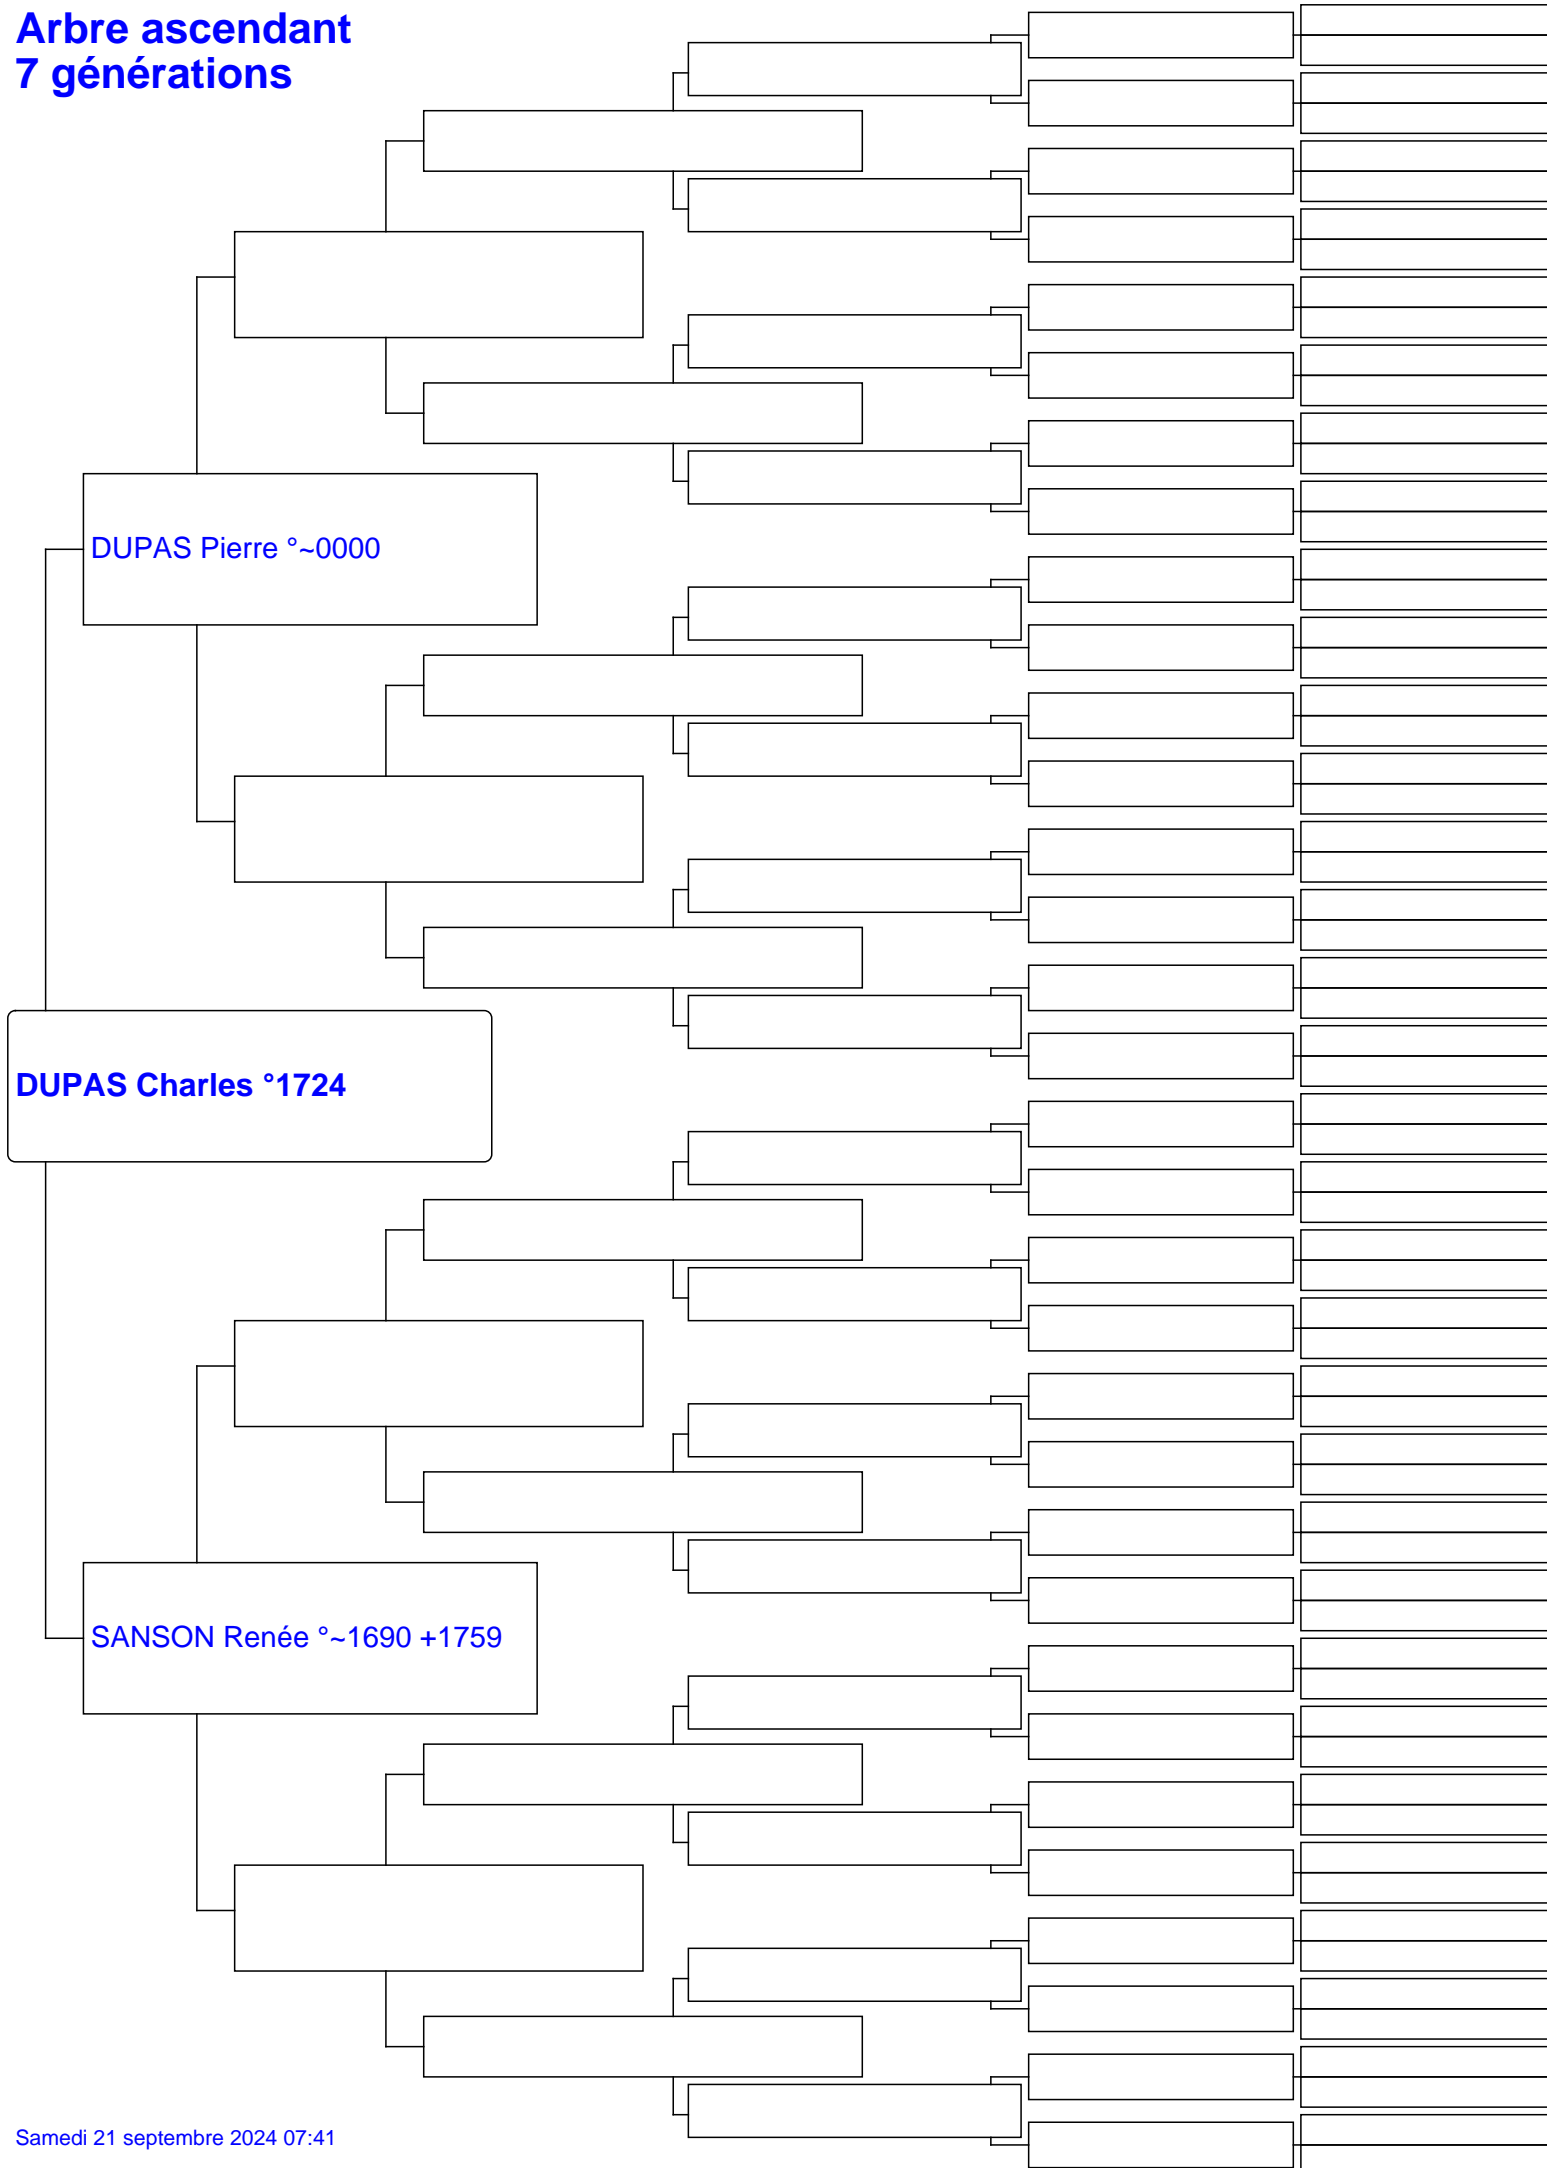 Arbre ascendant
7 générations
DUPAS Pierre °~0000
DUPAS Charles °1724
SANSON Renée °~1690 +1759
Samedi 21 septembre 2024 07:41